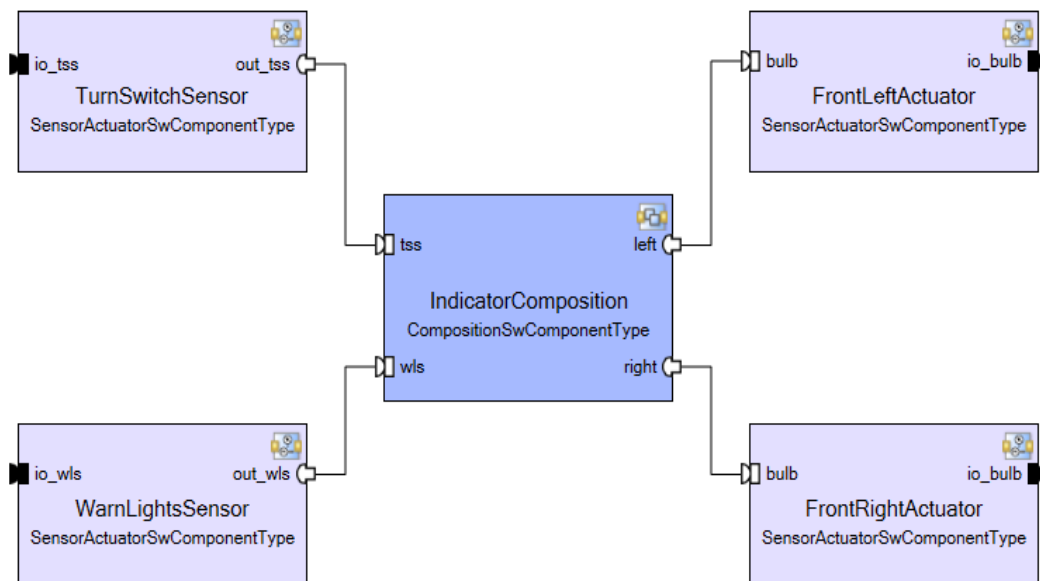 io_tss out_tss
TurnSwitchSensor
SensorActuatorSwComponentType
bulb io_bulb
FrontLeftActuator
SensorActuatorSwComponentType
tss left
IndicatorComposition
CompositionSwComponentType
wls right
io_wls out_wls
WarnLightsSensor
SensorActuatorSwComponentType
bulb io_bulb
FrontRightActuator
SensorActuatorSwComponentType